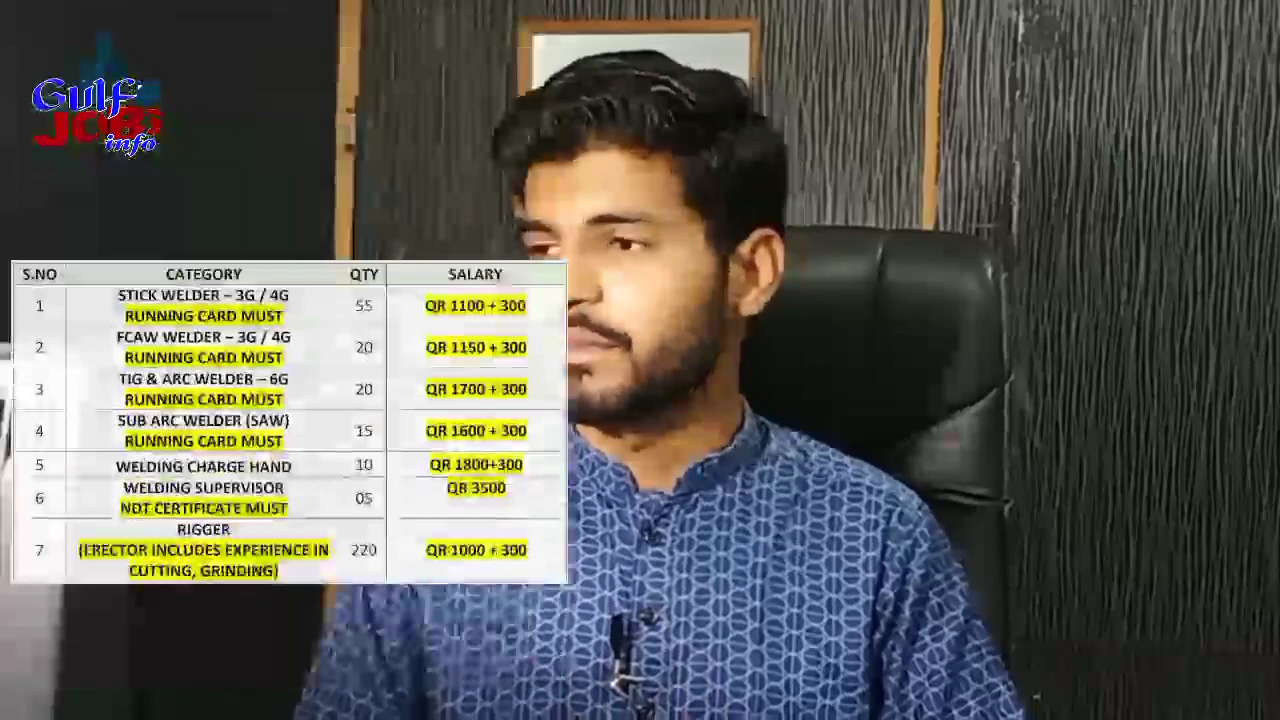 Gulf
JOBS
info
S.NO CATEGORY QTY SALARY
1 STICK WELDER – 3G / 4G 55 QR 1100 + 300
RUNNING CARD MUST
2 FCAW WELDER – 3G / 4G 20 QR 1150 + 300
RUNNING CARD MUST
3 TIG & ARC WELDER – 6G 20 QR 1700 + 300
RUNNING CARD MUST
4 SUB ARC WELDER (SAW) 15 QR 1600 + 300
RUNNING CARD MUST
5 WELDING CHARGE HAND 10 QR 1800+300
6 WELDING SUPERVISOR 05 QR 3500
NDT CERTIFICATE MUST
7 RIGGER 220 QR 1000 + 300
(ERECTOR INCLUDES EXPERIENCE IN
CUTTING, GRINDING)